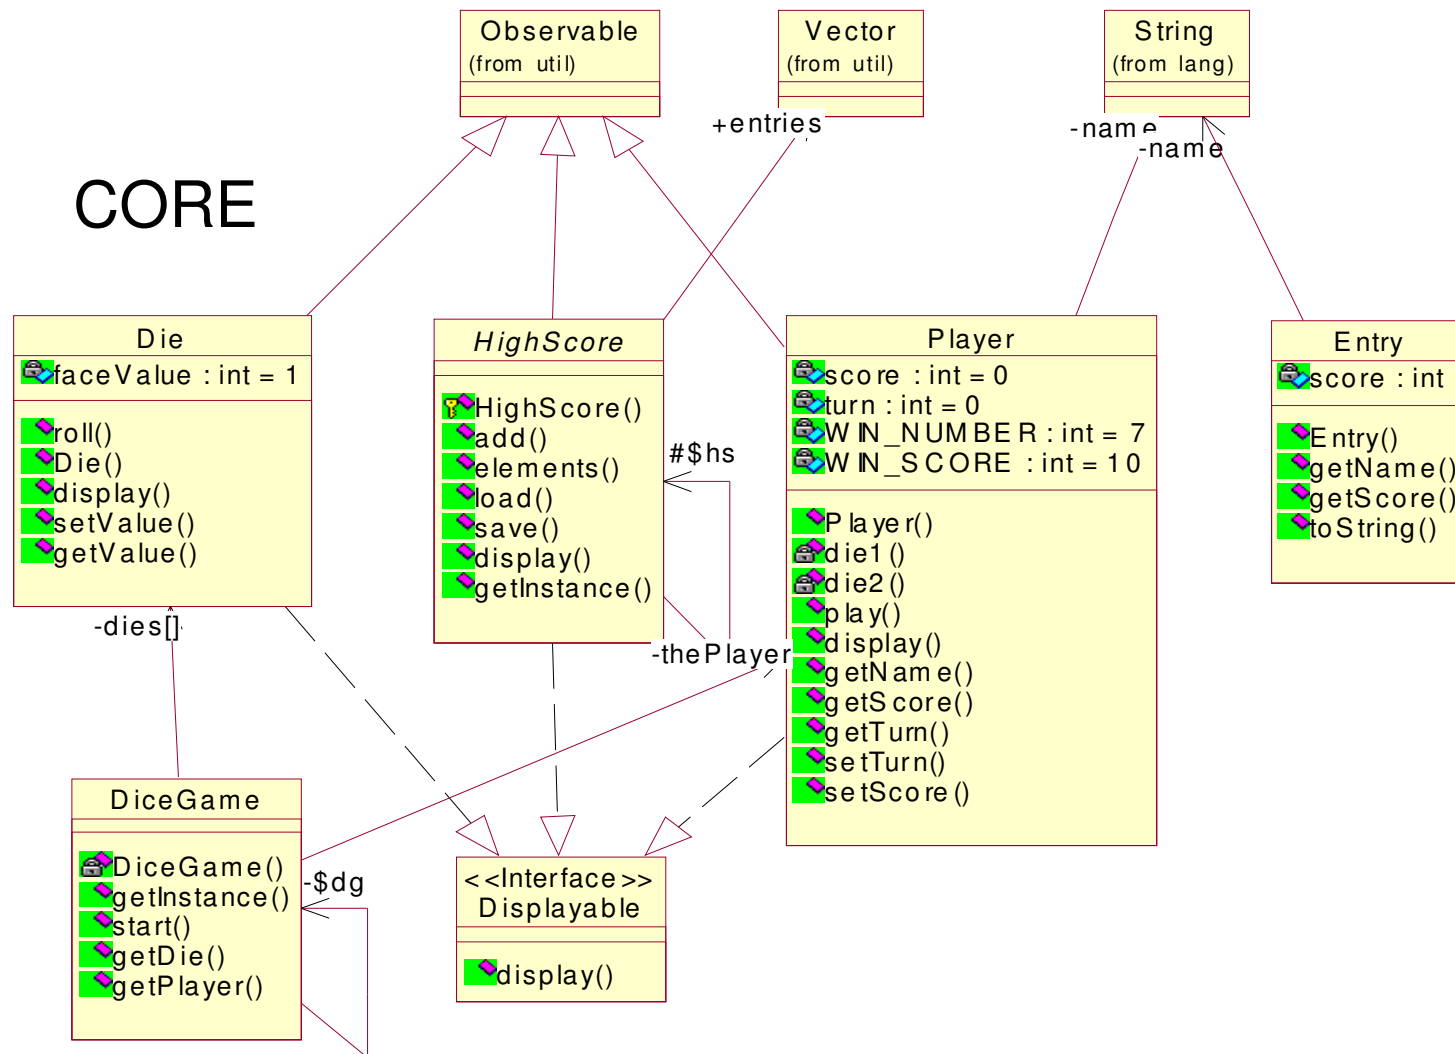 Observable
(from util)
Vector
(from util)
String
(from lang)
+entries
-name
-name
CORE
Die
faceValue : int = 1
roll()
Die()
display()
setValue()
getValue()
HighScore
HighScore()
add()
elements()
load()
save()
display()
getInstance()
#$hs
Player
score : int = 0
turn : int = 0
WIN_NUMBER : int = 7
WIN_SCORE : int = 10
Player()
die1()
die2()
play()
display()
getName()
getScore()
getTurn()
setTurn()
setScore()
Entry
score : int
Entry()
getName()
getScore()
toString()
-dies[]
-thePlayer
DiceGame
DiceGame()
getInstance()
start()
getDie()
getPlayer()
-$dg
<<Interface>>
Displayable
display()